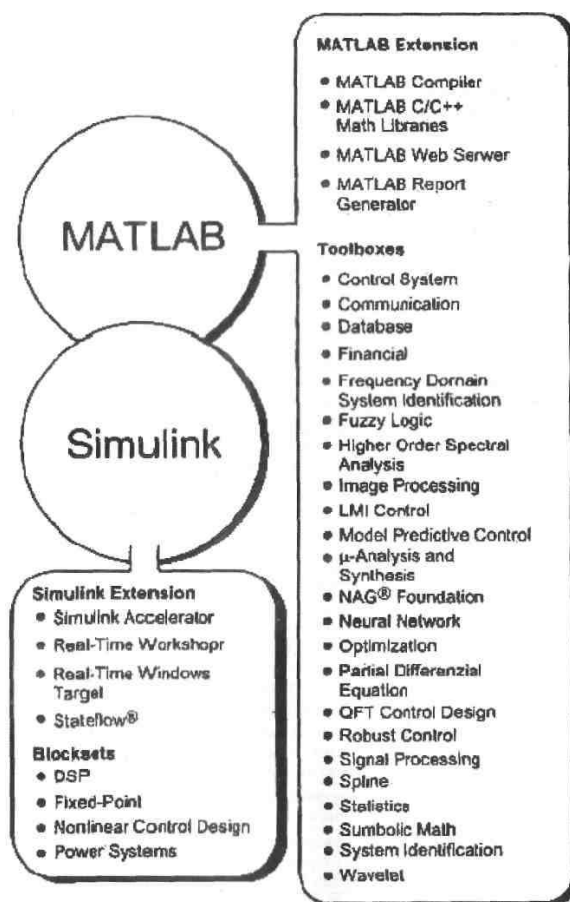 MATLAB
Simulink
MATLAB Extension
• MATLAB Compiler
• MATLAB C/C++
Math Libraries
• MATLAB Web Serwer
• MATLAB Report
Generator
Toolboxes
• Control System
• Communication
• Database
• Financial
• Frequency Domain
System Identification
• Fuzzy Logic
• Higher Order Spectral
Analysis
• Image Processing
• LMI Control
• Model Predictive Control
• µ-Analysis and
Synthesis
• NAG® Foundation
• Neural Network
• Optimization
• Partial Differenzial
Equation
• QFT Control Design
• Robust Control
• Signal Processing
• Spline
• Statistics
• Sumbolic Math
• System Identification
• Wavelet
Simulink Extension
• Simulink Accelerator
• Real-Time Workshopr
• Real-Time Windows
Targel
• Stateflow®
Blocksets
• DSP
• Fixed-Point
• Nonlinear Control Design
• Power Systems